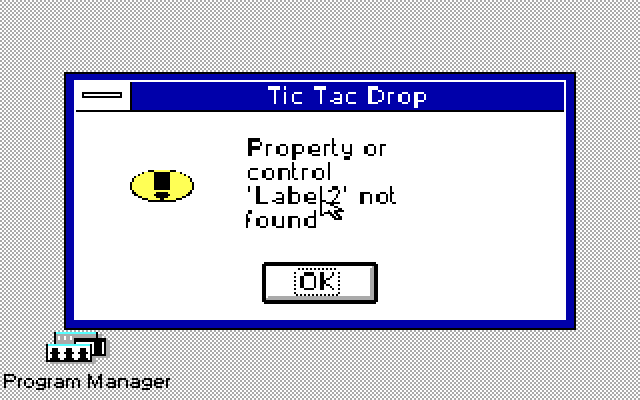 Tic Tac Drop
Property or
control
'Label2' not
found
OK
Program Manager